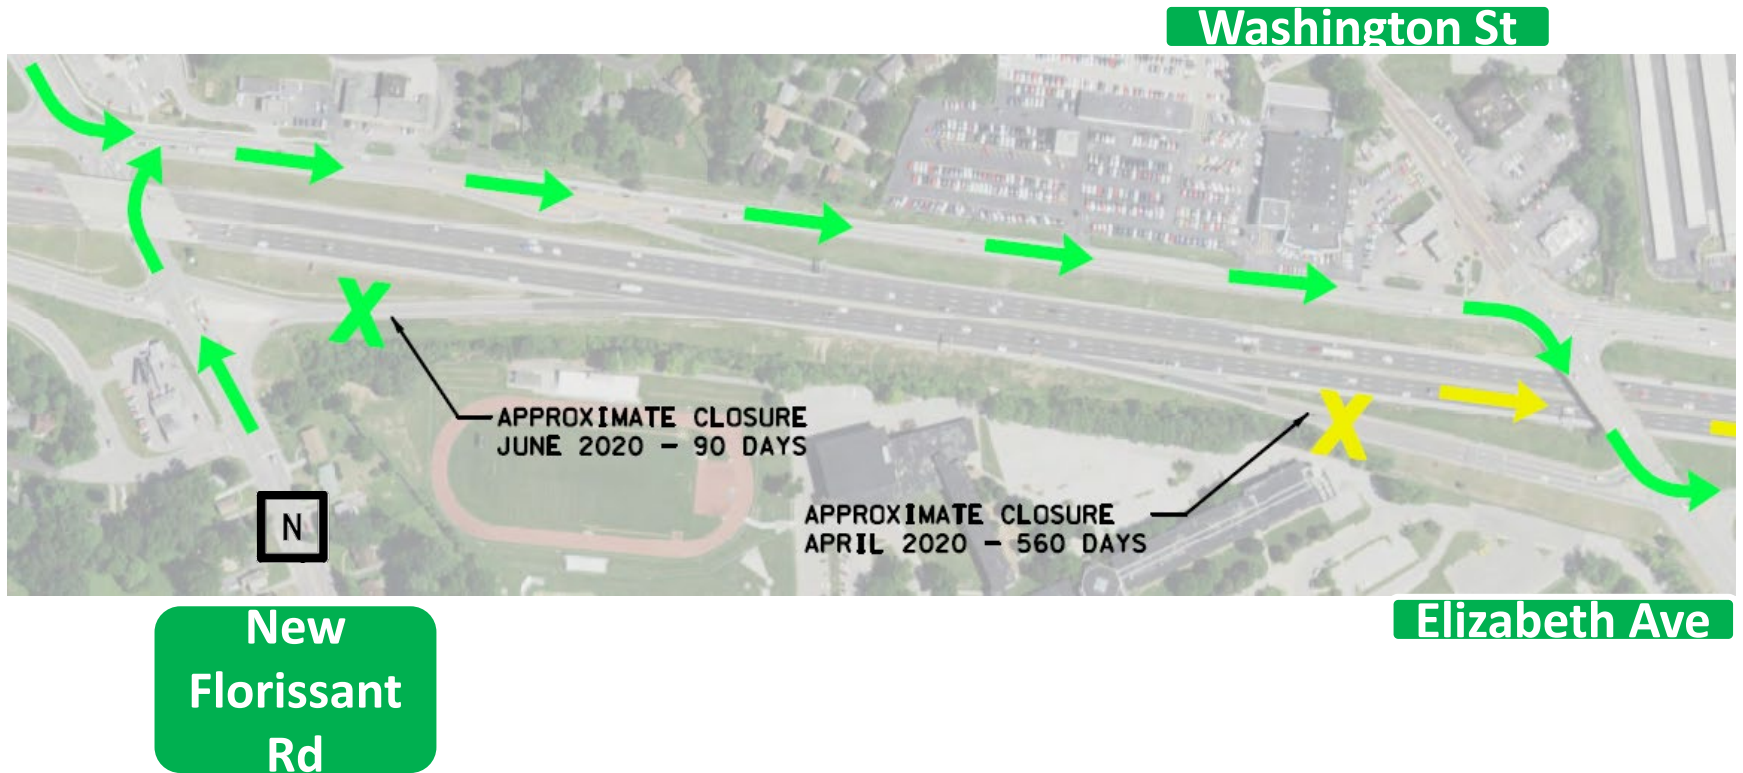 Washington St
APPROXIMATE CLOSURE
JUNE 2020 - 90 DAYS
APPROXIMATE CLOSURE
APRIL 2020 - 560 DAYS
N
Elizabeth Ave
New
Florissant
Rd